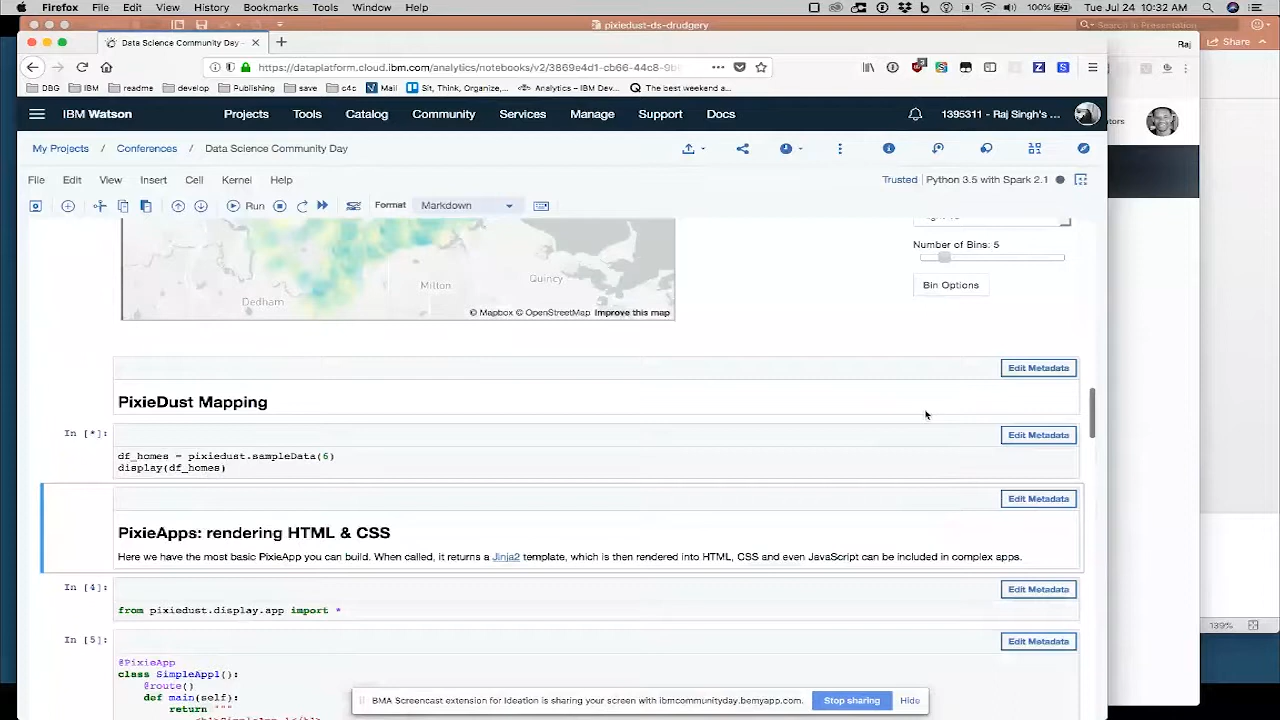 Firefox File Edit View History Bookmarks Tools Window Help 100% Tue Jul 24 10:32 AM
pixiedust-ds-drudgery
Search in Presentation
Data Science Community Day -
Share
Raj
https://dataplatform.cloud.ibm.com/analytics/notebooks/v2/3869e4d1-cb66-44c8-9b
DBG IBM readme develop Publishing save c4c Mail Sit, Think, Organize,... Analytics – IBM Dev... The best weekend a...
IBM Watson Projects Tools Catalog Community Services Manage Support Docs 1395311 - Raj Singh's ...
My Projects / Conferences / Data Science Community Day
File Edit View Insert Cell Kernel Help Trusted Python 3.5 with Spark 2.1
Run Format Markdown
Number of Bins: 5
Milton Quincy
Bin Options
Dedham
© Mapbox © OpenStreetMap Improve this map
Edit Metadata
PixieDust Mapping
In [*]:
Edit Metadata
df_homes = pixiedust.sampleData(6)
display(df_homes)
Edit Metadata
PixieApps: rendering HTML & CSS
Here we have the most basic PixieApp you can build. When called, it returns a Jinja2 template, which is then rendered into HTML, CSS and even JavaScript can be included in complex apps.
In [4]:
Edit Metadata
from pixiedust.display.app import *
139%
In [5]:
Edit Metadata
@PixieApp
class SimpleApp1():
@route()
def main(self):
return """
BMA Screencast extension for Ideation is sharing your screen with ibmcommunityday.bemyapp.com. Stop sharing Hide